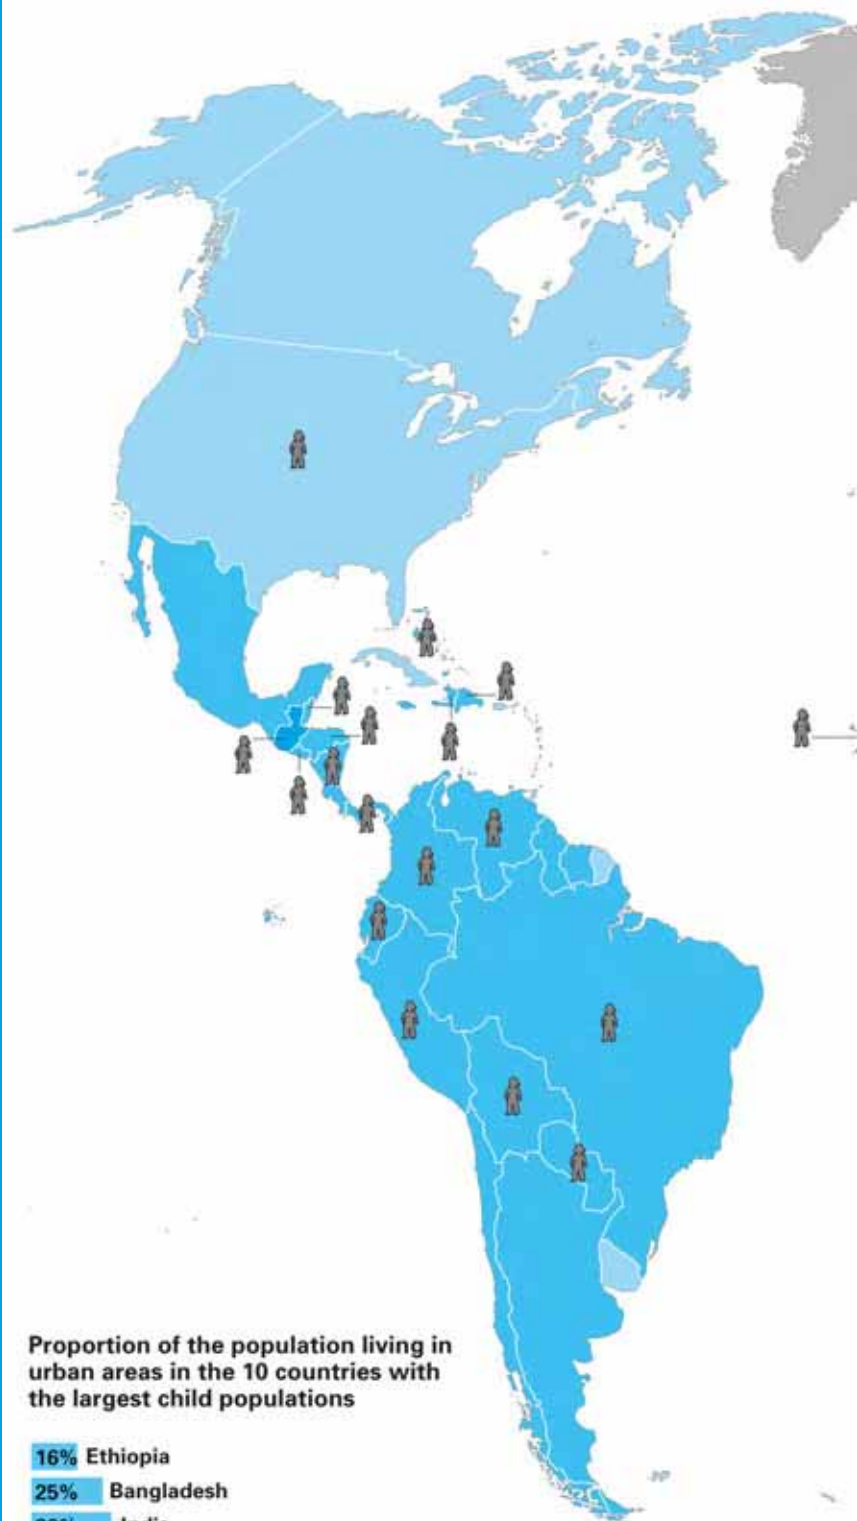 Proportion of the population living in
urban areas in the 10 countries with
the largest child populations
16% Ethiopia
25% Bangladesh